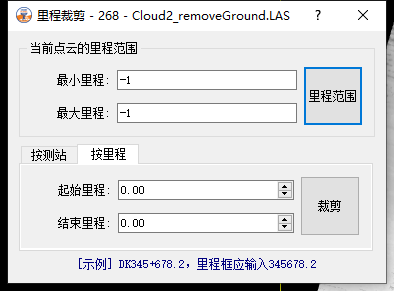 里程裁剪 - 268 - Cloud2_removeGround.LAS
?
当前点云的里程范围
最小里程: -1
里程范围
最大里程: -1
按测站 按里程
起始里程: 0.00
裁剪
结束里程: 0.00
[示例] DK345+678.2，里程框应输入345678.2